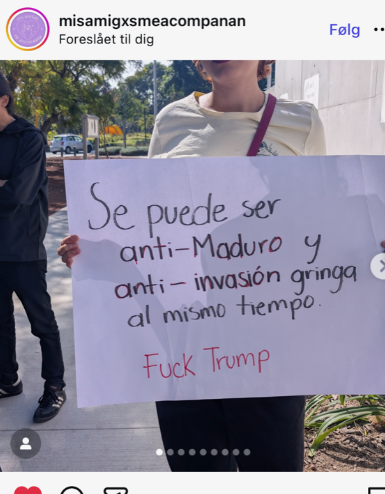 misamigxsmeacompanan
Foreslået til dig
Følg
Se puede ser
anti-Maduro y
anti-invasión gringa
al mismo tiempo.
Fuck Trump